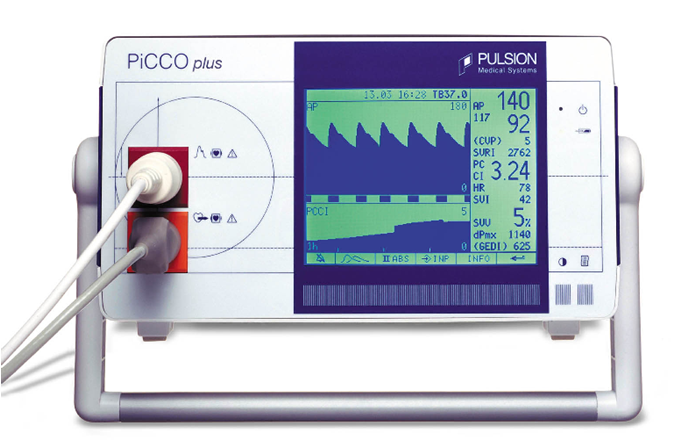 PiCCO plus
PULSION
Medical Systems
13.03 16:28 TB37.0
AP 180
0
PCCI 5
1h 0
AP 140
117 92
(CVP) 5
SVRI 2762
PC
CI 3.24
HR 78
SVI 42
SVV 5%
dPmx 1140
(GEDI) 625
ABS
INP
INFO